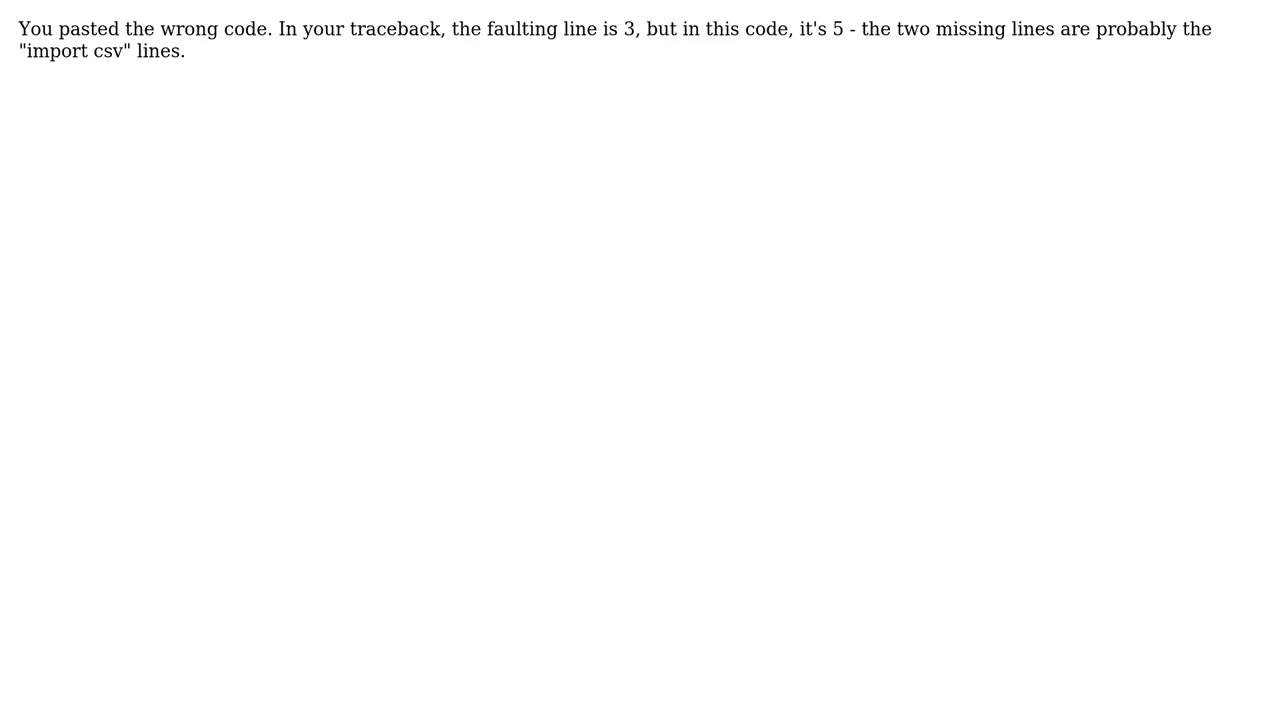 You pasted the wrong code. In your traceback, the faulting line is 3, but in this code, it's 5 - the two missing lines are probably the
"import csv" lines.